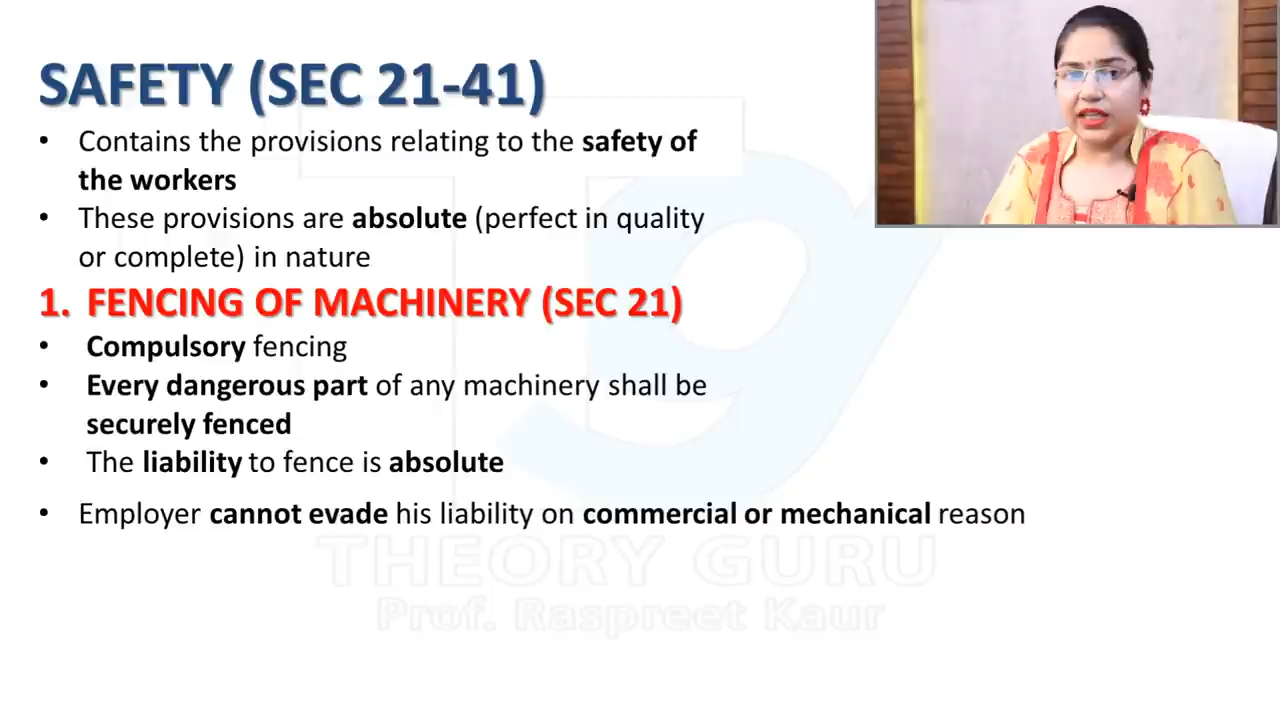 SAFETY (SEC 21-41)
• Contains the provisions relating to the safety of
the workers
• These provisions are absolute (perfect in quality
or complete) in nature
1. FENCING OF MACHINERY (SEC 21)
• Compulsory fencing
• Every dangerous part of any machinery shall be
securely fenced
• The liability to fence is absolute
• Employer cannot evade his liability on commercial or mechanical reason
THEORY GURU
Prof. Raspreet Kaur